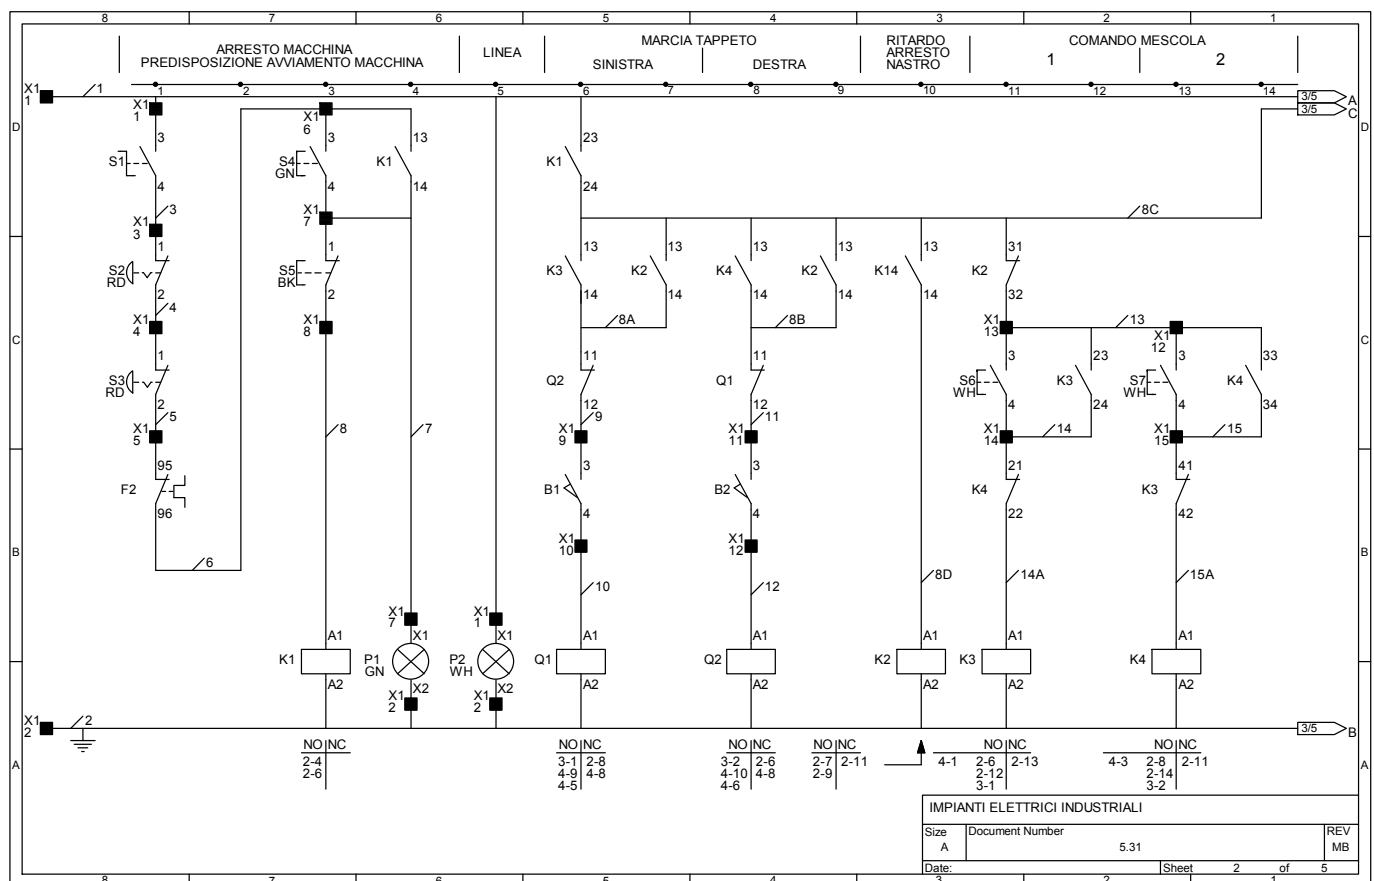 8 7 6 5 4 3 2 1
ARRESTO MACCHINA
PREDISPOSIZIONE AVVIAMENTO MACCHINA
LINEA
MARCIA TAPPETO
SINISTRA DESTRA
RITARDO
ARRESTO
NASTRO
COMANDO MESCOLA
1 2
X1 1 1
1 2 3 4 5 6 7 8 9 10 11 12 13 14
3/5 A
3/5 C
D D
X1 X1
1 6
3 3 13 23
S1 S4 K1 K1
GN
4 4 14 24
3 8C
X1 X1
3 7
1 1 13 13 13 13 13 31
S2 S5 K3 K2 K4 K2 K14 K2
RD BK
2 2 14 14 14 14 14 32
4 8A 8B 13
X1 X1 X1 X1
4 8 13 12
C C
1 11 11 3 23 3 33
S3 Q2 Q1 S6 K3 S7 K4
RD WH WH
2 12 12 4 24 4 34
5 9 11 14 15
X1 X1 X1 X1 X1
5 9 11 14 15
8 7
95 3 3 21 41
F2 B1 B2 K4 K3
96 4 4 22 42
X1 X1
10 12
B B
6 10 12 8D 14A 15A
X1 X1
7 1
A1 X1 X1 A1 A1 A1 A1 A1
K1 P1 P2 Q1 Q2 K2 K3 K4
GN WH
A2 X2 X2 A2 A2 A2 A2 A2
X1 X1
2 2
X1 2 2
3/5 B
NO NC NO NC NO NC NO NC NO NC NO NC
2-4 3-1 2-8 3-2 2-6 2-7 2-11 4-1 2-6 2-13 4-3 2-8 2-11
2-6 4-9 4-8 4-10 4-8 2-9 2-12 2-14
4-5 4-6 3-1 3-2
A A
IMPIANTI ELETTRICI INDUSTRIALI
Size Document Number REV
A 5.31 MB
Date: Sheet 2 of 5
8 7 6 5 4 3 2 1